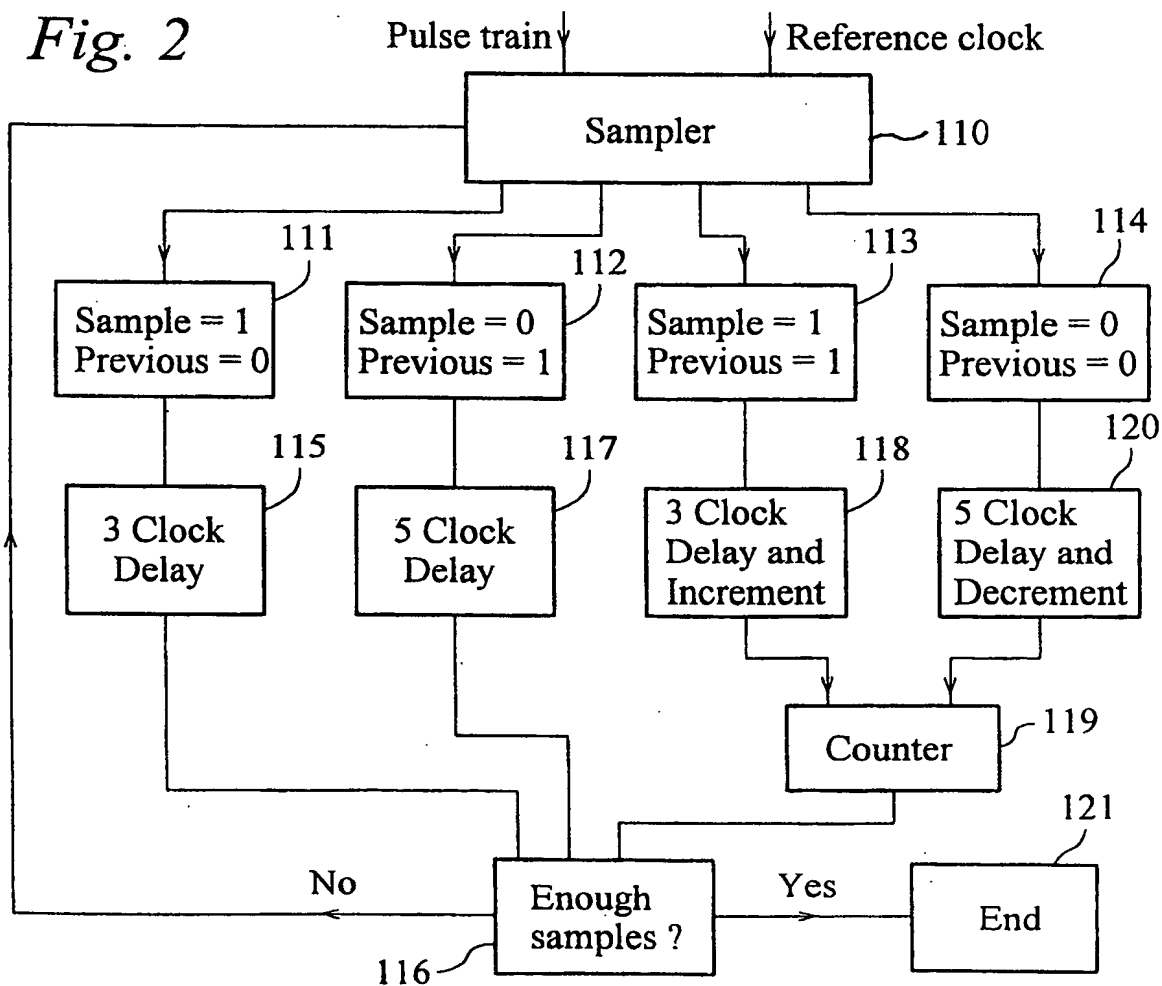 Fig. 2
Pulse train
Reference clock
Sampler
110
111
112
113
114
Sample = 1
Previous = 0
Sample = 0
Previous = 1
Sample = 1
Previous = 1
Sample = 0
Previous = 0
115
117
118
120
3 Clock
Delay
5 Clock
Delay
3 Clock
Delay and
Increment
5 Clock
Delay and
Decrement
Counter
119
121
No
Enough
samples ?
Yes
End
116